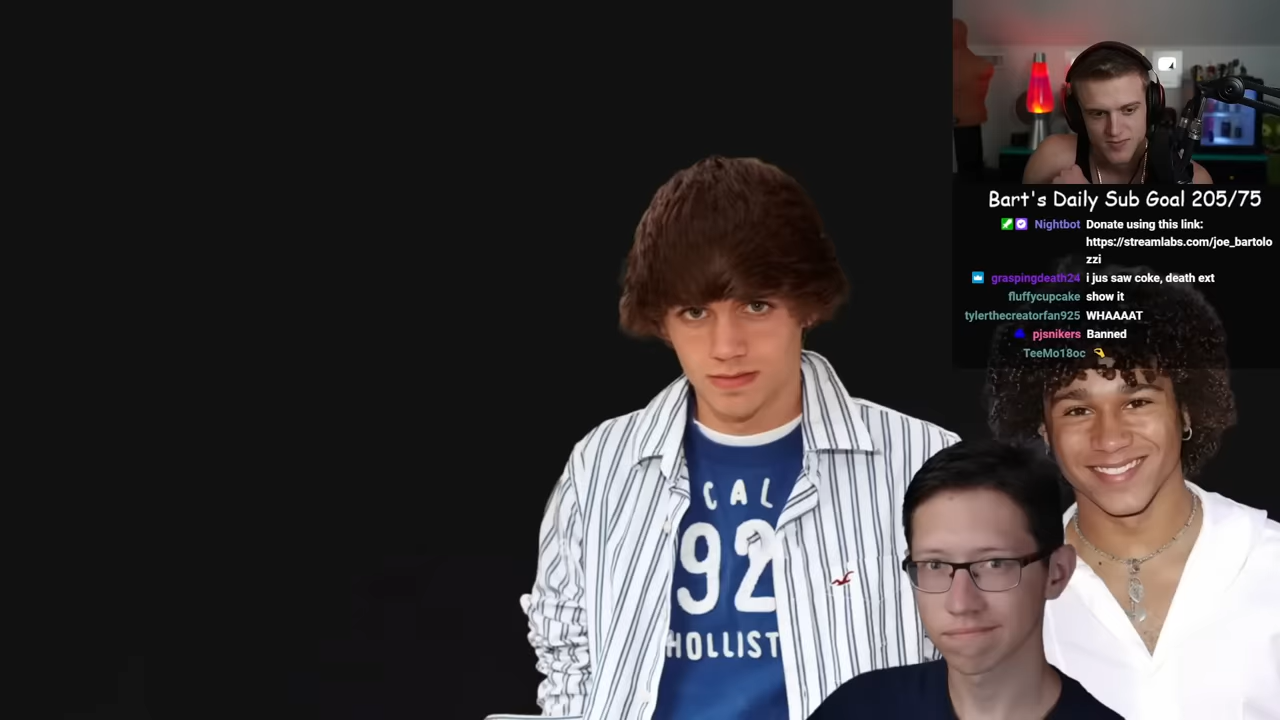 Bart's Daily Sub Goal 205/75
Nightbot Donate using this link:
https://streamlabs.com/joe_bartolo
zzi
graspingdeath24 i jus saw coke, death ext
fluffycupcake show it
tylerthecreatorfan925 WHAAAAT
pjsnikers Banned
TeeMo18oc
CAL
92
HOLLIST